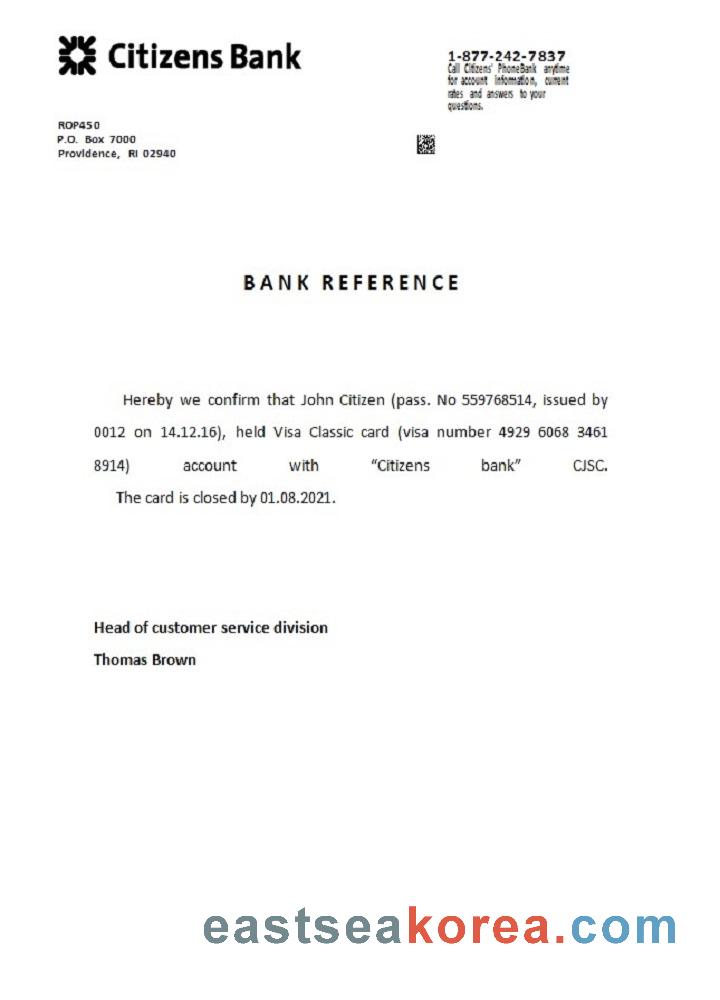 Citizens Bank
1-877-242-7837
Call Citizens' PhoneBank anytime
for account information, current
rates and answers to your
questions.
ROP450
P.O. Box 7000
Providence, RI 02940
BANK REFERENCE
Hereby we confirm that John Citizen (pass. No 559768514, issued by
0012 on 14.12.16), held Visa Classic card (visa number 4929 6068 3461
8914) account with “Citizens bank” CJSC.
The card is closed by 01.08.2021.
Head of customer service division
Thomas Brown
eastseakorea.com